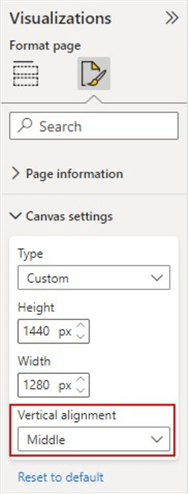 Visualizations
Format page
Search
Page information
Canvas settings
Type
Custom
Height
1440 px
Width
1280 px
Vertical alignment
Middle
Reset to default